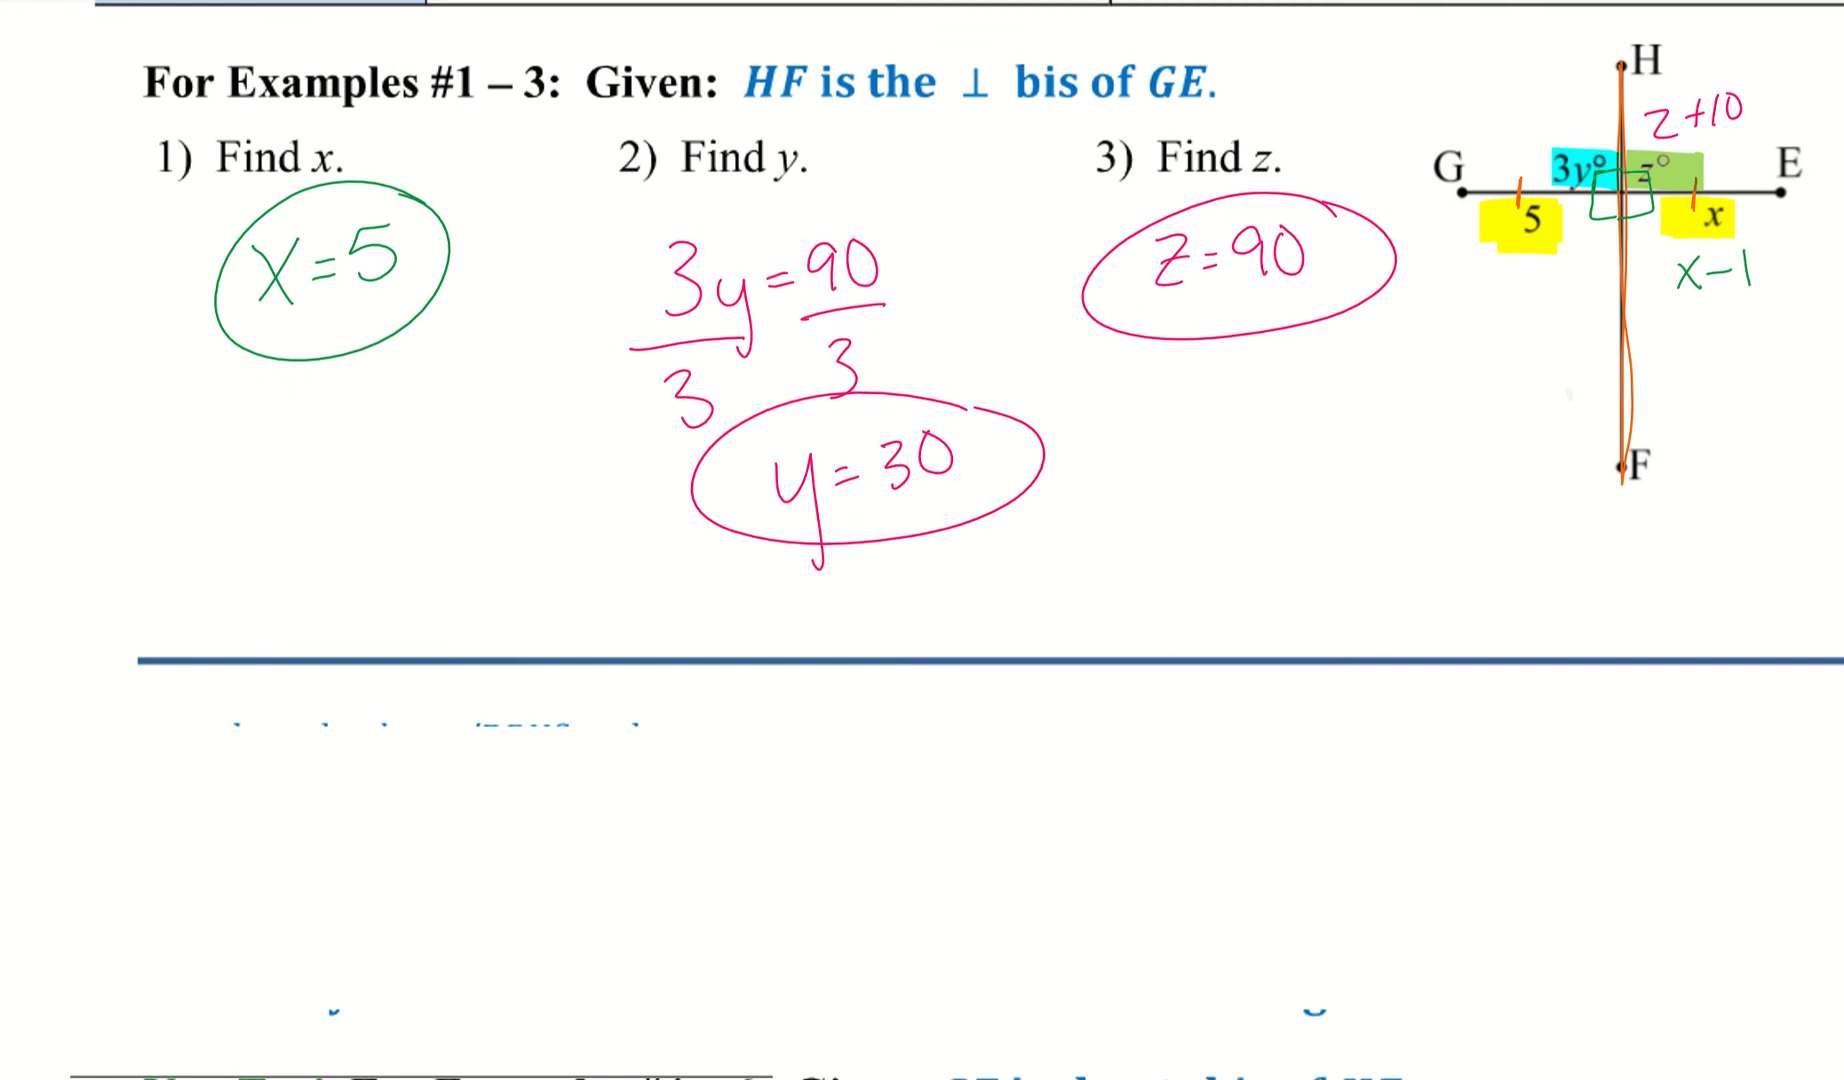 For Examples #1 – 3: Given: HF is the ⊥ bis of GE.
1) Find x.
2) Find y.
3) Find z.
x=5
3y=90
3 3
y=30
z=90
H
z+10
G 3y° z° E
5 x
x-1
F